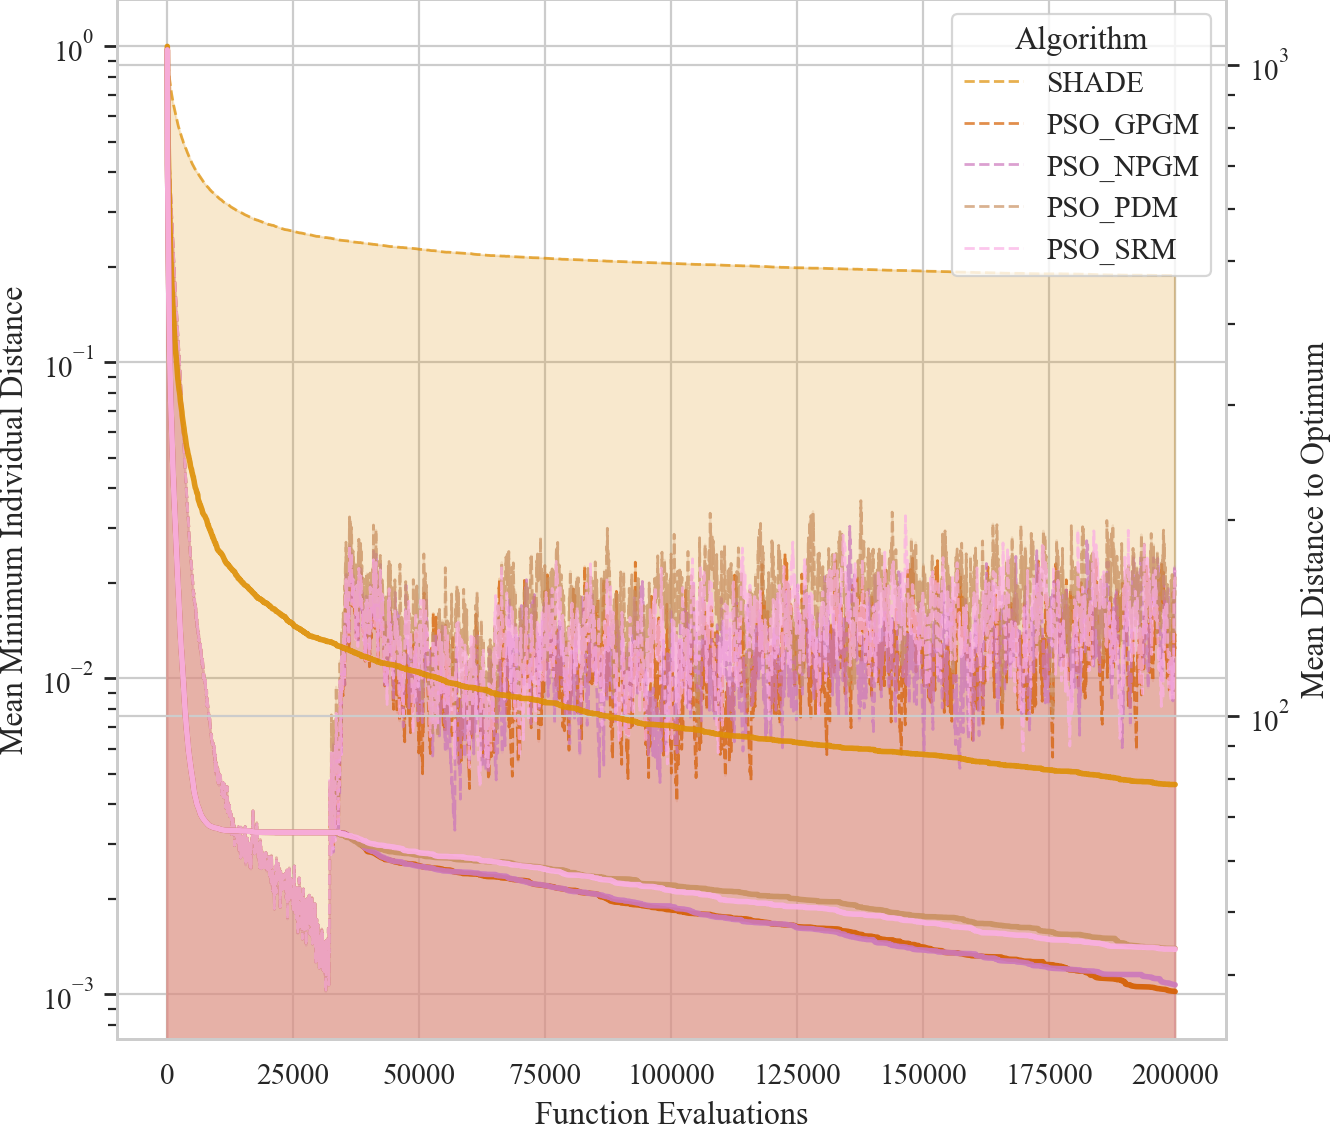 Mean Minimum Individual Distance
10^0
10^-1
10^-2
10^-3
Algorithm
SHADE
PSO_GPGM
PSO_NPGM
PSO_PDM
PSO_SRM
10^3
10^2
Mean Distance to Optimum
0 25000 50000 75000 100000 125000 150000 175000 200000
Function Evaluations